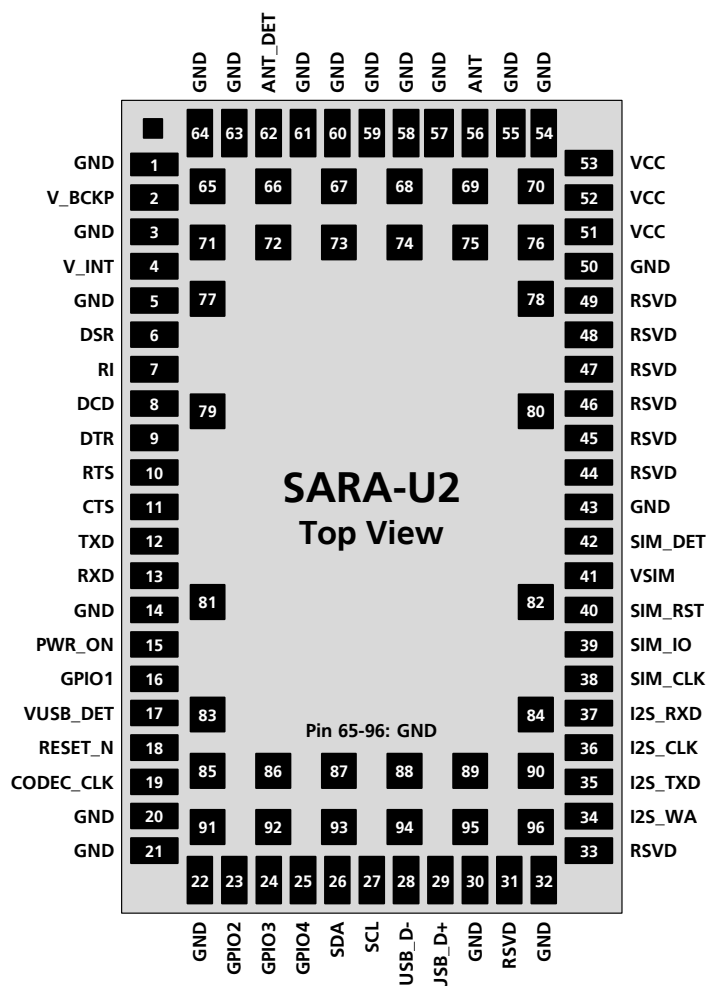 GND GND ANT_DET GND GND GND GND GND ANT GND GND
64 63 62 61 60 59 58 57 56 55 54
GND 1 53 VCC
65 66 67 68 69 70
V_BCKP 2 52 VCC
GND 3 51 VCC
71 72 73 74 75 76
V_INT 4 50 GND
GND 5 77 78 49 RSVD
DSR 6 48 RSVD
RI 7 47 RSVD
DCD 8 79 80 46 RSVD
DTR 9 45 RSVD
RTS 10 44 RSVD
SARA-U2
CTS 11 43 GND
Top View
TXD 12 42 SIM_DET
RXD 13 41 VSIM
GND 14 81 82 40 SIM_RST
PWR_ON 15 39 SIM_IO
GPIO1 16 38 SIM_CLK
VUSB_DET 17 83 84 37 I2S_RXD
Pin 65-96: GND
RESET_N 18 36 I2S_CLK
85 86 87 88 89 90
CODEC_CLK 19 35 I2S_TXD
GND 20 34 I2S_WA
91 92 93 94 95 96
GND 21 33 RSVD
22 23 24 25 26 27 28 29 30 31 32
GND GPIO2 GPIO3 GPIO4 SDA SCL USB_D- USB_D+ GND RSVD GND